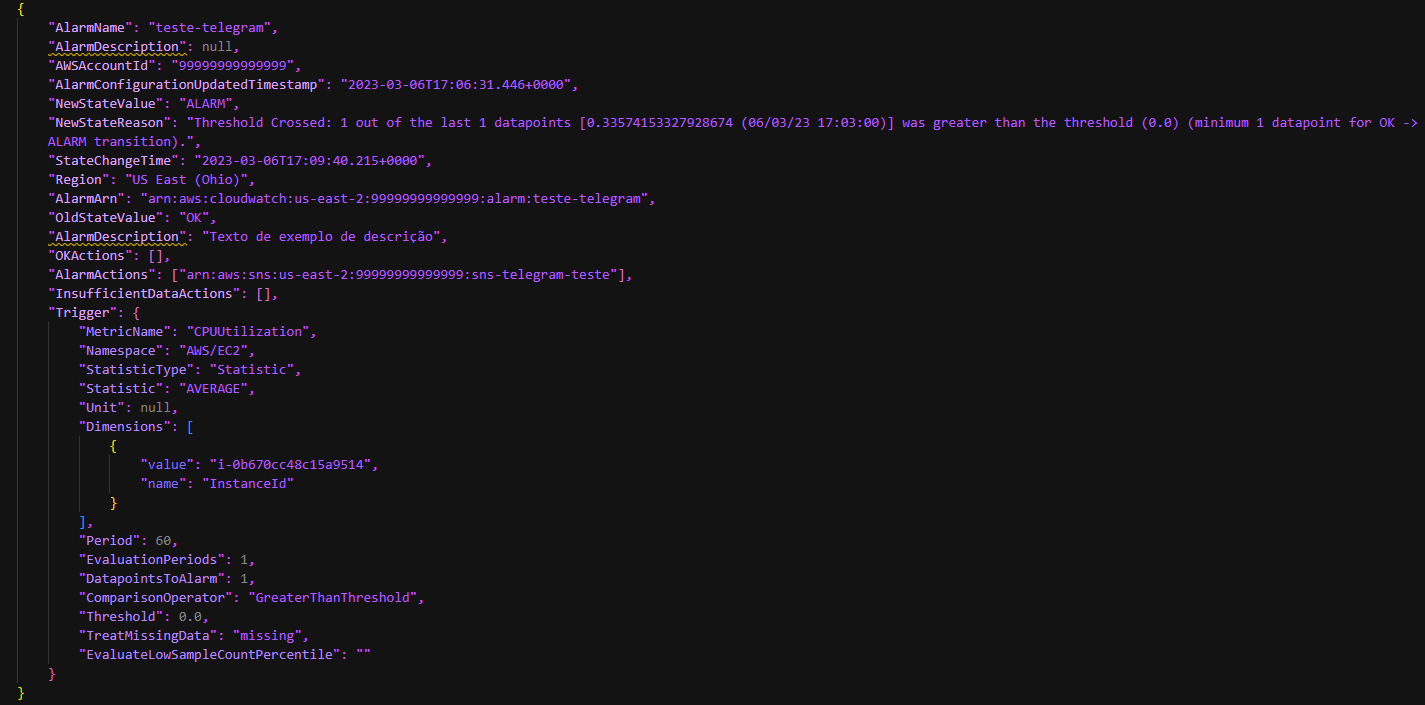 {
"AlarmName": "teste-telegram",
"AlarmDescription": null,
"AWSAccountId": "99999999999999",
"AlarmConfigurationUpdatedTimestamp": "2023-03-06T17:06:31.446+0000",
"NewStateValue": "ALARM",
"NewStateReason": "Threshold Crossed: 1 out of the last 1 datapoints [0.33574153327928674 (06/03/23 17:03:00)] was greater than the threshold (0.0) (minimum 1 datapoint for OK ->
ALARM transition).",
"StateChangeTime": "2023-03-06T17:09:40.215+0000",
"Region": "US East (Ohio)",
"AlarmArn": "arn:aws:cloudwatch:us-east-2:99999999999999:alarm:teste-telegram",
"OldStateValue": "OK",
"AlarmDescription": "Texto de exemplo de descrição",
"OKActions": [],
"AlarmActions": ["arn:aws:sns:us-east-2:99999999999999:sns-telegram-teste"],
"InsufficientDataActions": [],
"Trigger": {
"MetricName": "CPUUtilization",
"Namespace": "AWS/EC2",
"StatisticType": "Statistic",
"Statistic": "AVERAGE",
"Unit": null,
"Dimensions": [
{
"value": "i-0b670cc48c15a9514",
"name": "InstanceId"
}
],
"Period": 60,
"EvaluationPeriods": 1,
"DatapointsToAlarm": 1,
"ComparisonOperator": "GreaterThanThreshold",
"Threshold": 0.0,
"TreatMissingData": "missing",
"EvaluateLowSampleCountPercentile": ""
}
}